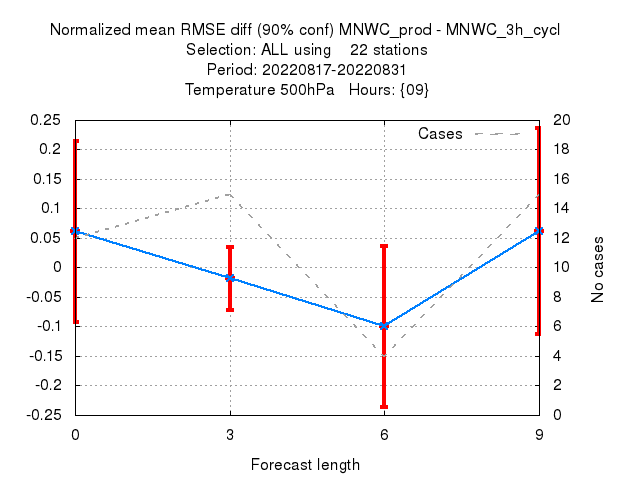 Normalized mean RMSE diff (90% conf) MNWC_prod - MNWC_3h_cycl
Selection: ALL using    22 stations
Period: 20220817-20220831
Temperature 500hPa   Hours: {09}
Cases
0.25
0.2
0.15
0.1
0.05
0
-0.05
-0.1
-0.15
-0.2
-0.25
20
18
16
14
12
10
8
6
4
2
0
No cases
0 3 6 9
Forecast length